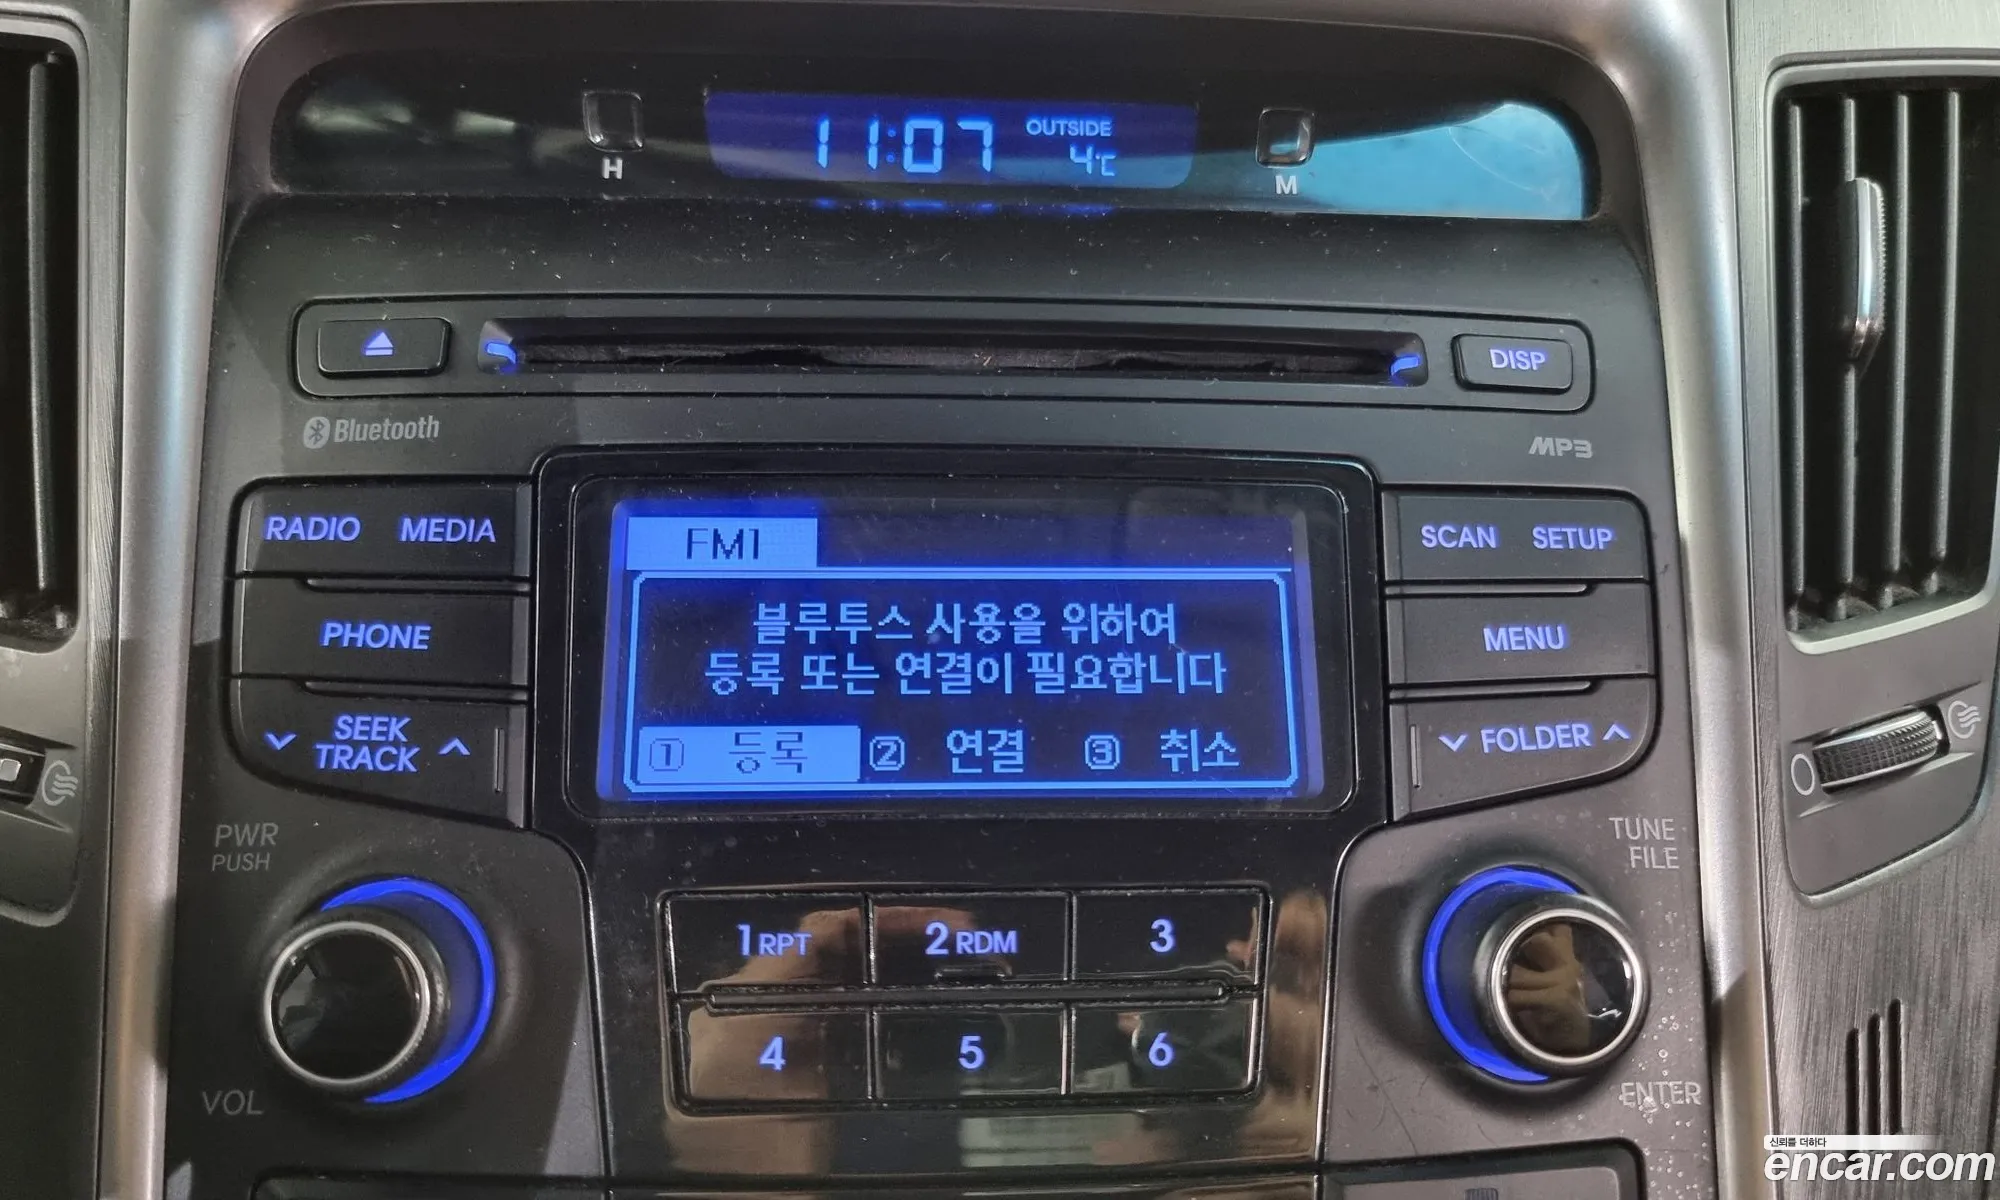 11:07
OUTSIDE
4℃
H
M
DISP
Bluetooth
MP3
RADIO MEDIA
SCAN SETUP
FM1
PHONE
MENU
블루투스 사용을 위하여
등록 또는 연결이 필요합니다
SEEK
TRACK
FOLDER
① 등록 ② 연결 ③ 취소
PWR
PUSH
TUNE
FILE
1 RPT
2 RDM
3
4
5
6
VOL
ENTER
신뢰를 더하다
encar.com